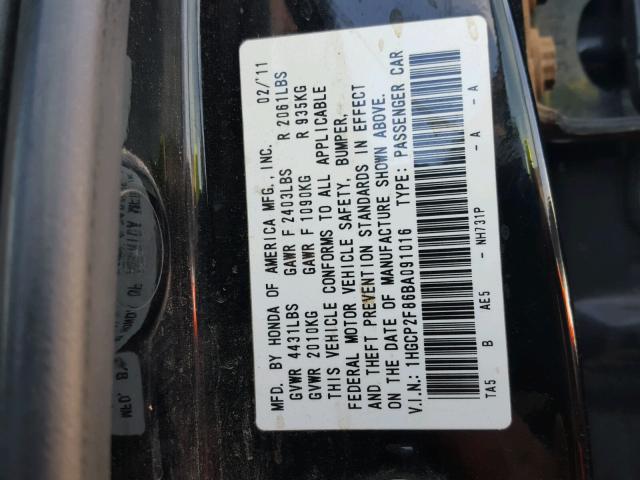 MFD. BY HONDA OF AMERICA MFG., INC. 02/'11
GVWR 4431LBS GAWR F 2403LBS R 2061LBS
GVWR 2010KG GAWR F 1090KG R 935KG
THIS VEHICLE CONFORMS TO ALL APPLICABLE
FEDERAL MOTOR VEHICLE SAFETY, BUMPER,
AND THEFT PREVENTION STANDARDS IN EFFECT
ON THE DATE OF MANUFACTURE SHOWN ABOVE.
V.I.N.: 1HGCP2F86BA091016 TYPE: PASSENGER CAR
TA5 B AE5 - NH731P - A - A